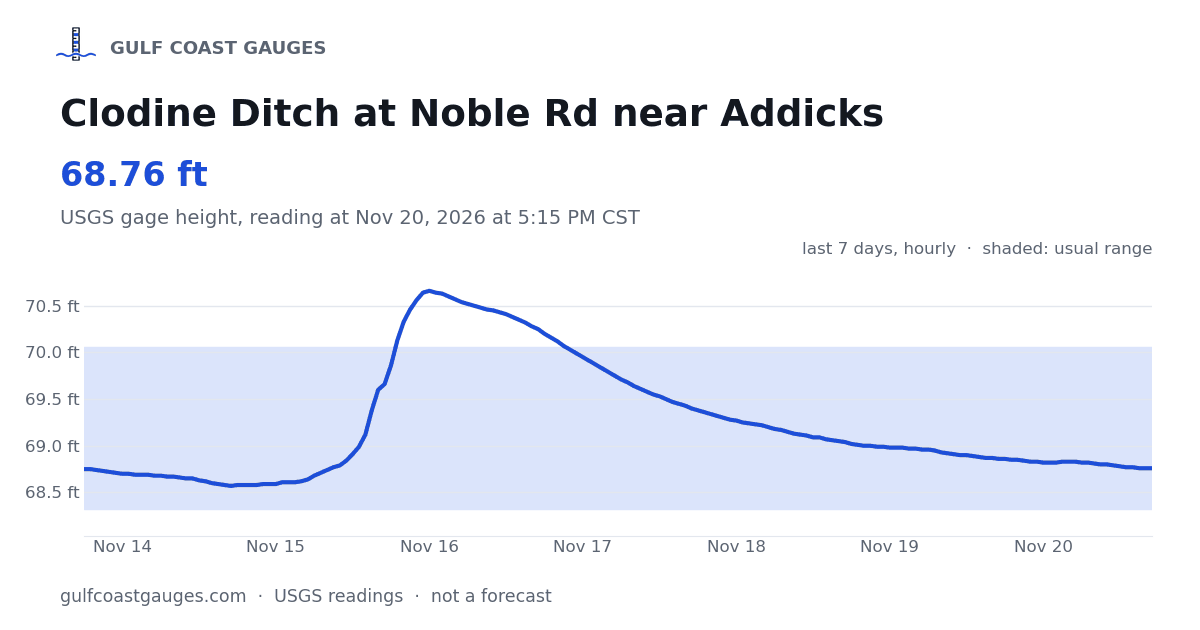 GULF COAST GAUGES
Clodine Ditch at Noble Rd near Addicks
68.76 ft
USGS gage height, reading at Nov 20, 2026 at 5:15 PM CST
last 7 days, hourly · shaded: usual range
70.5 ft
70.0 ft
69.5 ft
69.0 ft
68.5 ft
Nov 14 Nov 15 Nov 16 Nov 17 Nov 18 Nov 19 Nov 20
gulfcoastgauges.com · USGS readings · not a forecast